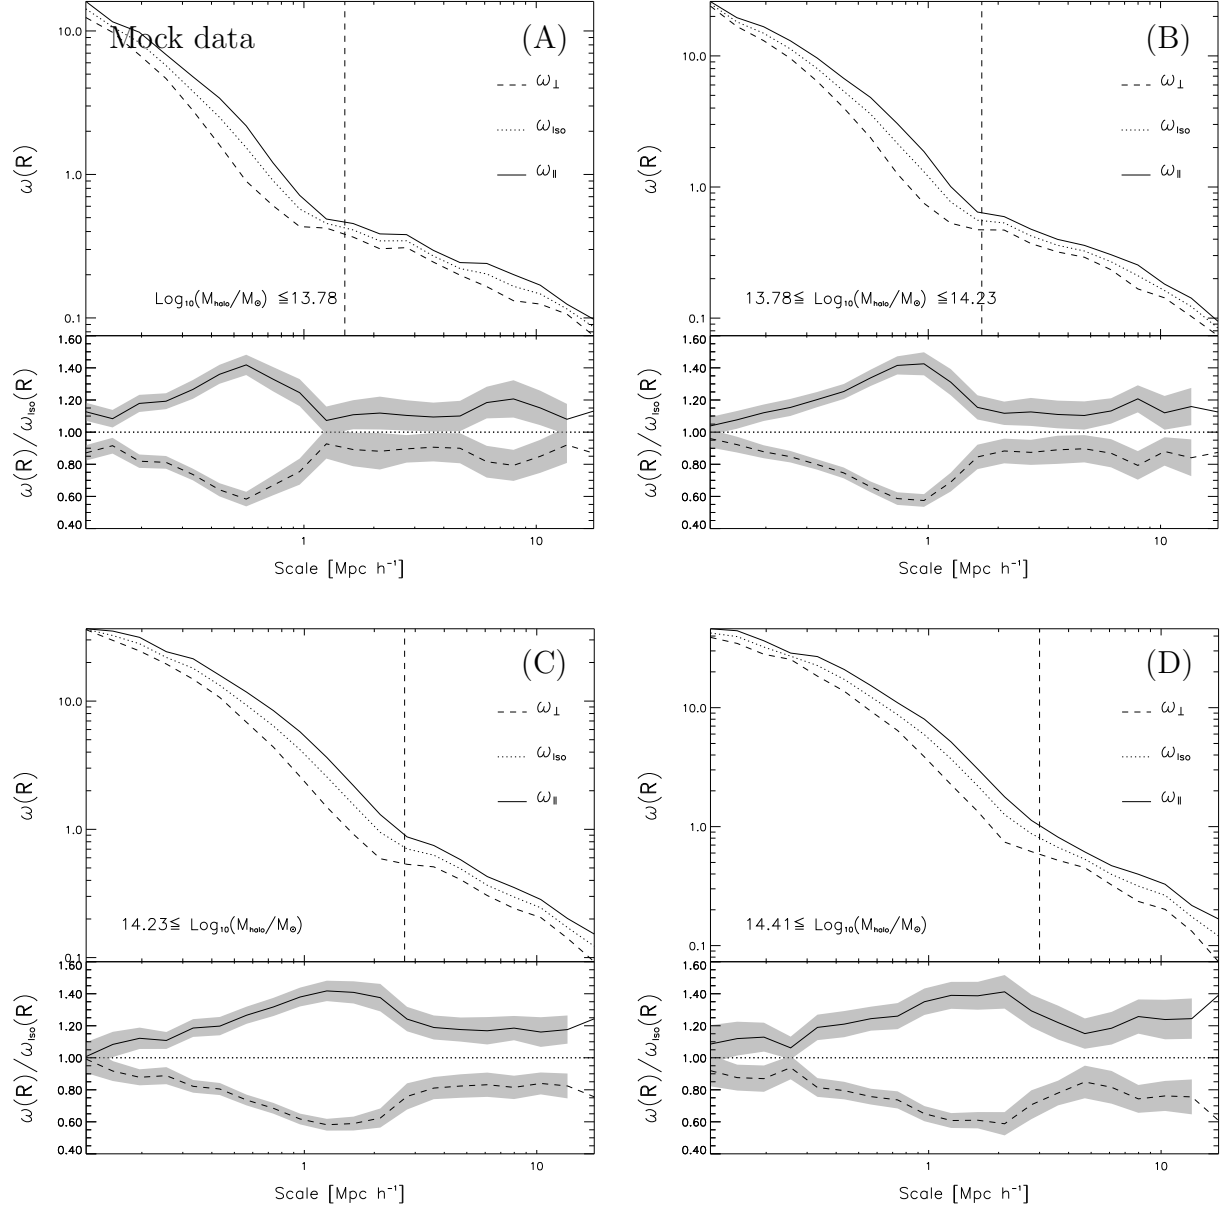 Mock data
(A)
10.0
1.0
0.1
ω(R)
ω⊥
ωIso
ω||
Log10(Mhalo/M⊙) ≦13.78
1.60
1.40
1.20
1.00
0.80
0.60
0.40
ω(R)/ωIso(R)
1
10
Scale [Mpc h⁻¹]
(B)
10.0
1.0
0.1
ω(R)
ω⊥
ωIso
ω||
13.78≦ Log10(Mhalo/M⊙) ≦14.23
1.60
1.40
1.20
1.00
0.80
0.60
0.40
ω(R)/ωIso(R)
1
10
Scale [Mpc h⁻¹]
(C)
10.0
1.0
0.1
ω(R)
ω⊥
ωIso
ω||
14.23≦ Log10(Mhalo/M⊙)
1.60
1.40
1.20
1.00
0.80
0.60
0.40
ω(R)/ωIso(R)
1
10
Scale [Mpc h⁻¹]
(D)
10.0
1.0
0.1
ω(R)
ω⊥
ωIso
ω||
14.41≦ Log10(Mhalo/M⊙)
1.60
1.40
1.20
1.00
0.80
0.60
0.40
ω(R)/ωIso(R)
1
10
Scale [Mpc h⁻¹]